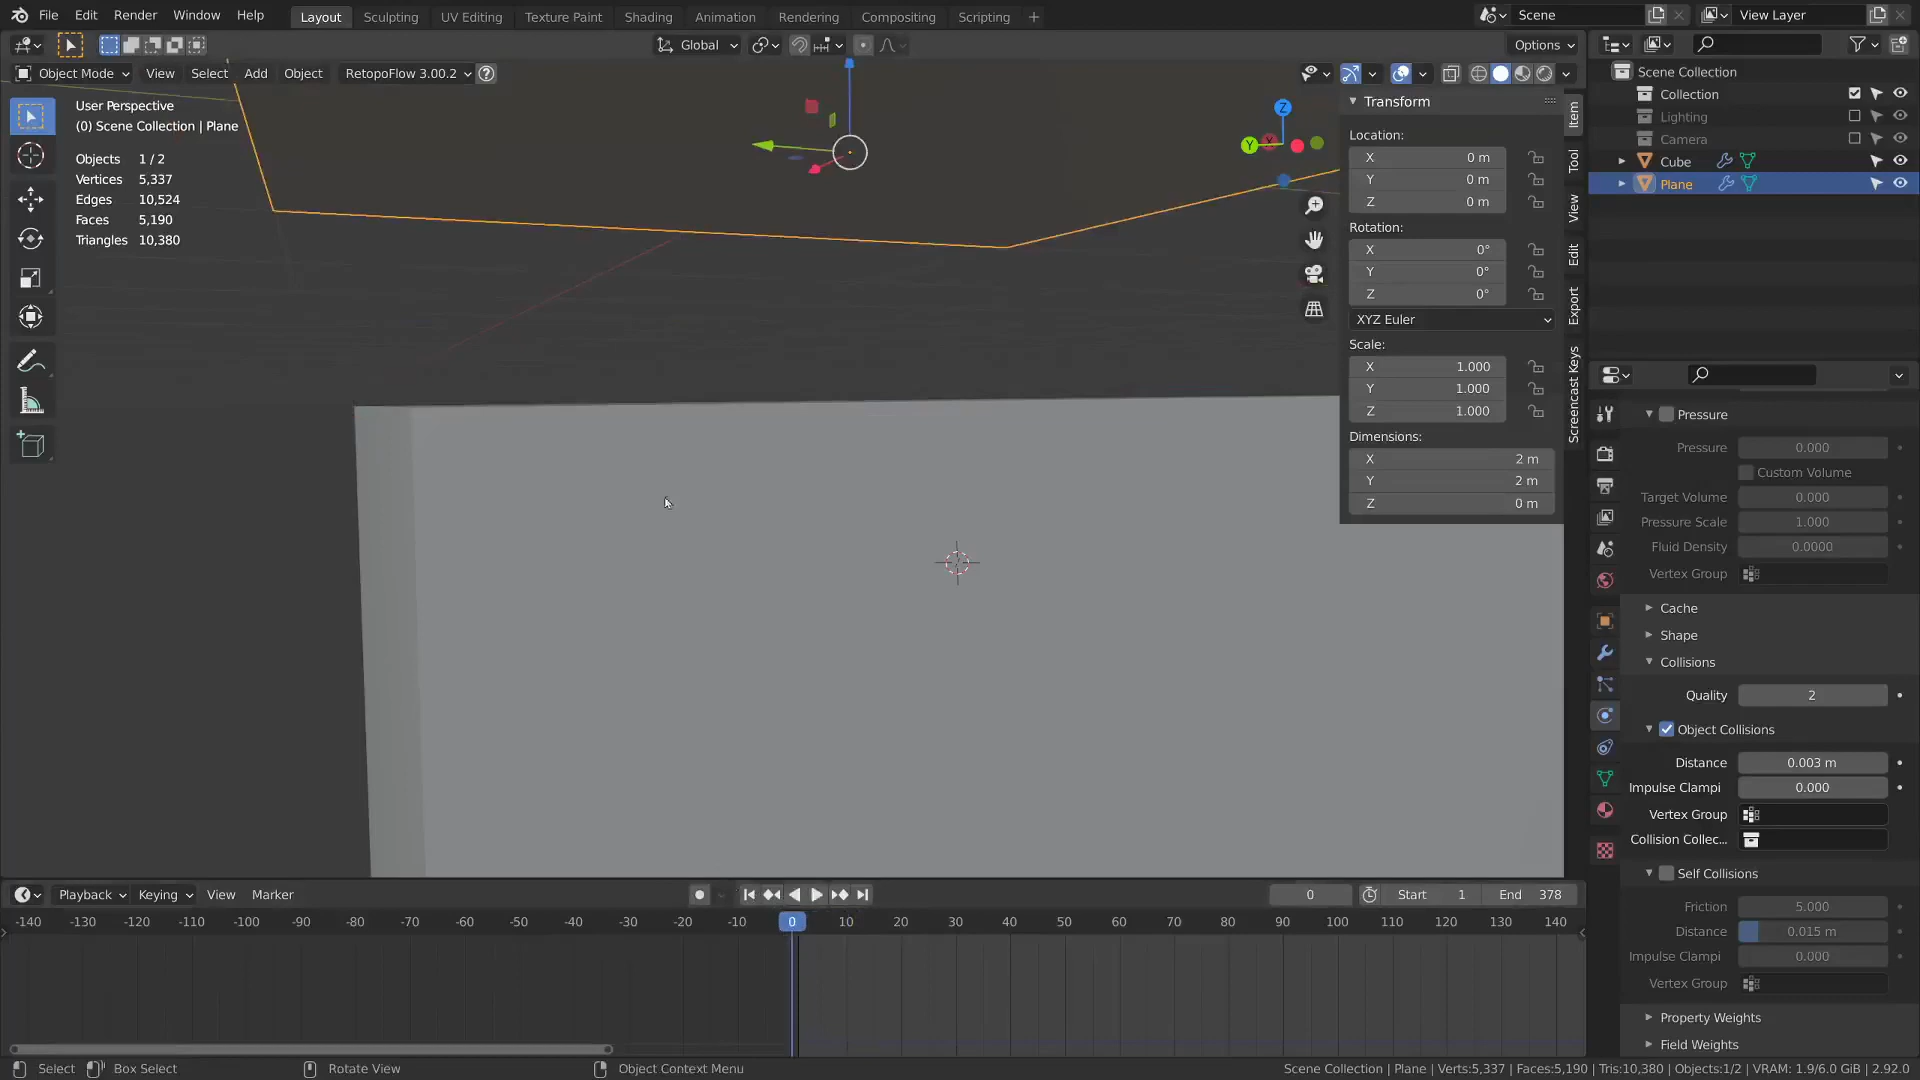 File Edit Render Window Help
Layout Sculpting UV Editing Texture Paint Shading Animation Rendering Compositing Scripting +
Scene
View Layer
Global
Options
Object Mode View Select Add Object RetopoFlow 3.00.2
User Perspective
(0) Scene Collection | Plane
Objects 1 / 2
Vertices 5,337
Edges 10,524
Faces 5,190
Triangles 10,380
Z
Y
X
Transform
Location:
X 0 m
Y 0 m
Z 0 m
Rotation:
X 0°
Y 0°
Z 0°
XYZ Euler
Scale:
X 1.000
Y 1.000
Z 1.000
Dimensions:
X 2 m
Y 2 m
Z 0 m
Item
Tool
View
Edit
Export
Screencast Keys
Scene Collection
Collection
Lighting
Camera
Cube
Plane
Pressure
Pressure 0.000
Custom Volume
Target Volume 0.000
Pressure Scale 1.000
Fluid Density 0.0000
Vertex Group
Cache
Shape
Collisions
Quality 2
Object Collisions
Distance 0.003 m
Impulse Clampi 0.000
Vertex Group
Collision Collec...
Self Collisions
Friction 5.000
Distance 0.015 m
Impulse Clampi 0.000
Vertex Group
Property Weights
Field Weights
Playback Keying View Marker
0 Start 1 End 378
-140 -130 -120 -110 -100 -90 -80 -70 -60 -50 -40 -30 -20 -10 0 10 20 30 40 50 60 70 80 90 100 110 120 130 140
Select Box Select Rotate View Object Context Menu
Scene Collection | Plane | Verts:5,337 | Faces:5,190 | Tris:10,380 | Objects:1/2 | VRAM: 1.9/6.0 GiB | 2.92.0